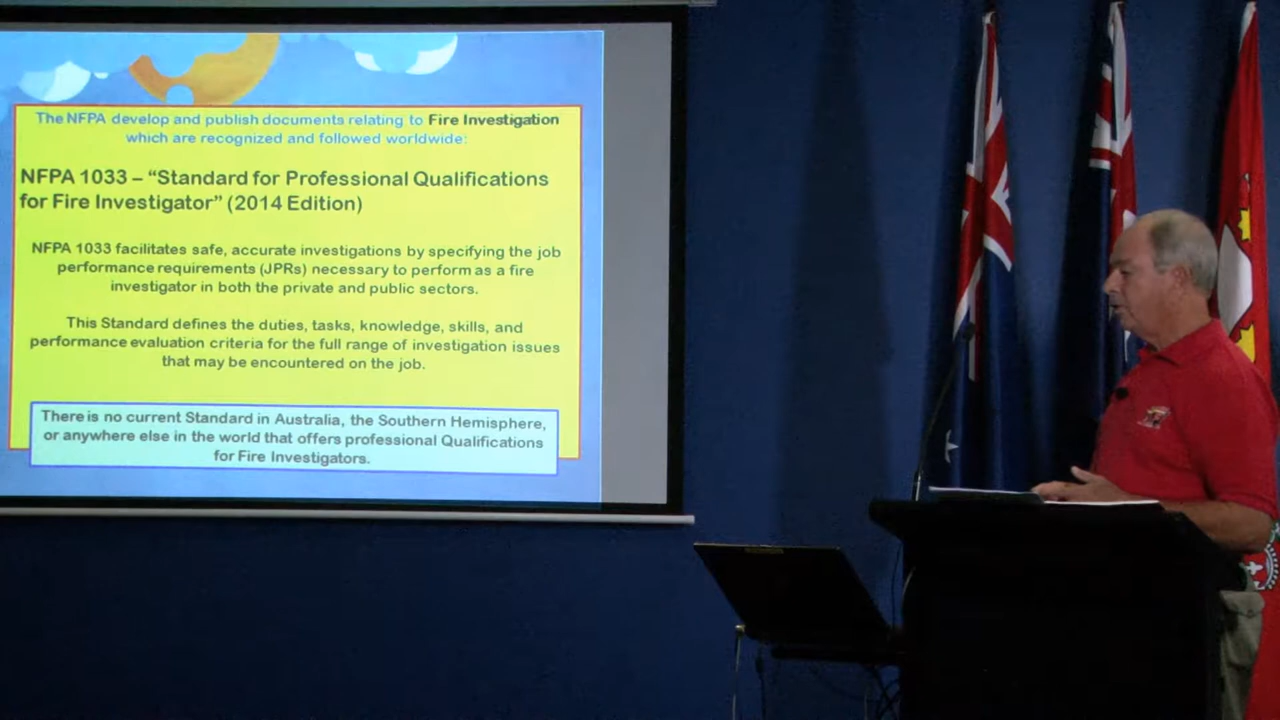 The NFPA develop and publish documents relating to Fire Investigation
which are recognized and followed worldwide:
NFPA 1033 – “Standard for Professional Qualifications
for Fire Investigator” (2014 Edition)
NFPA 1033 facilitates safe, accurate investigations by specifying the job
performance requirements (JPRs) necessary to perform as a fire
investigator in both the private and public sectors.
This Standard defines the duties, tasks, knowledge, skills, and
performance evaluation criteria for the full range of investigation issues
that may be encountered on the job.
There is no current Standard in Australia, the Southern Hemisphere,
or anywhere else in the world that offers professional Qualifications
for Fire Investigators.